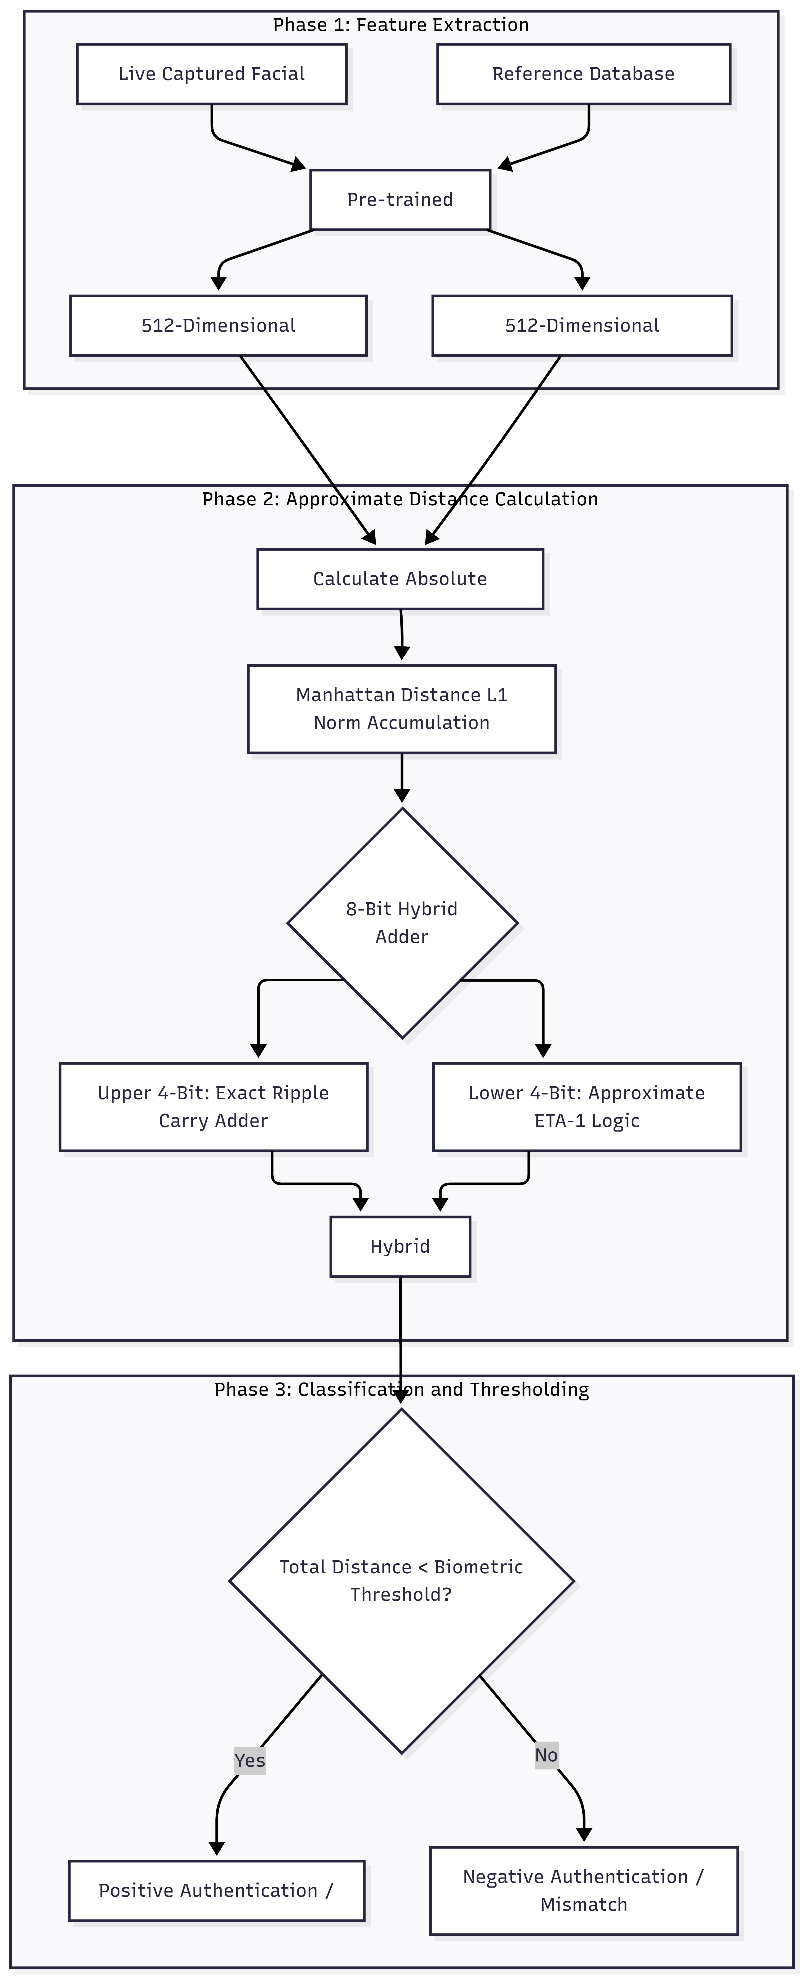 Phase 1: Feature Extraction
Live Captured Facial
Reference Database
Pre-trained
512-Dimensional
512-Dimensional
Phase 2: Approximate Distance Calculation
Calculate Absolute
Manhattan Distance L1
Norm Accumulation
8-Bit Hybrid
Adder
Upper 4-Bit: Exact Ripple
Carry Adder
Lower 4-Bit: Approximate
ETA-1 Logic
Hybrid
Phase 3: Classification and Thresholding
Total Distance < Biometric
Threshold?
Yes
No
Positive Authentication /
Negative Authentication /
Mismatch